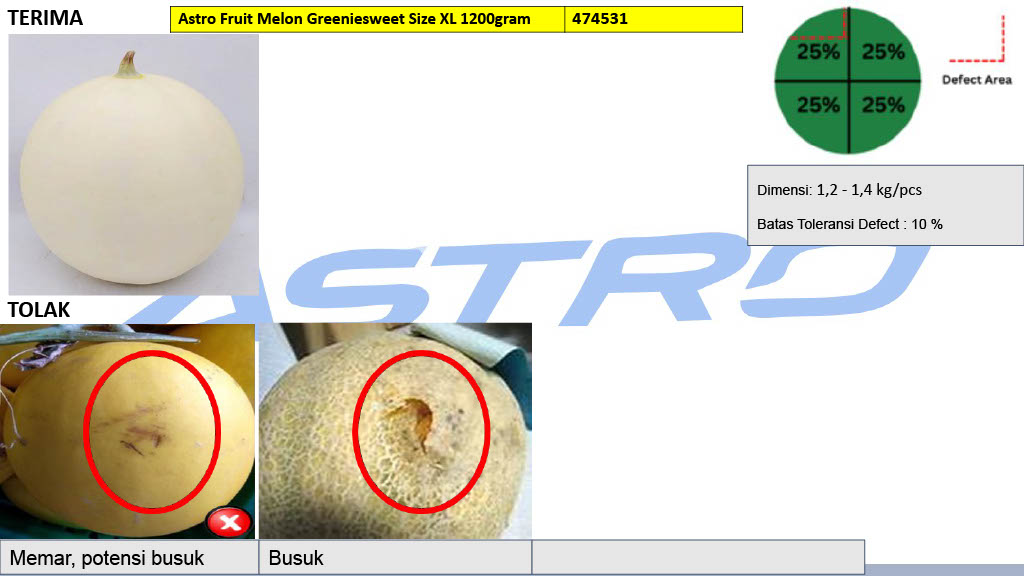 TERIMA
Astro Fruit Melon Greeniesweet Size XL 1200gram 474531
25% 25%
25% 25%
Defect Area
Dimensi: 1,2 - 1,4 kg/pcs
Batas Toleransi Defect : 10 %
ASTRO
TOLAK
Memar, potensi busuk
Busuk